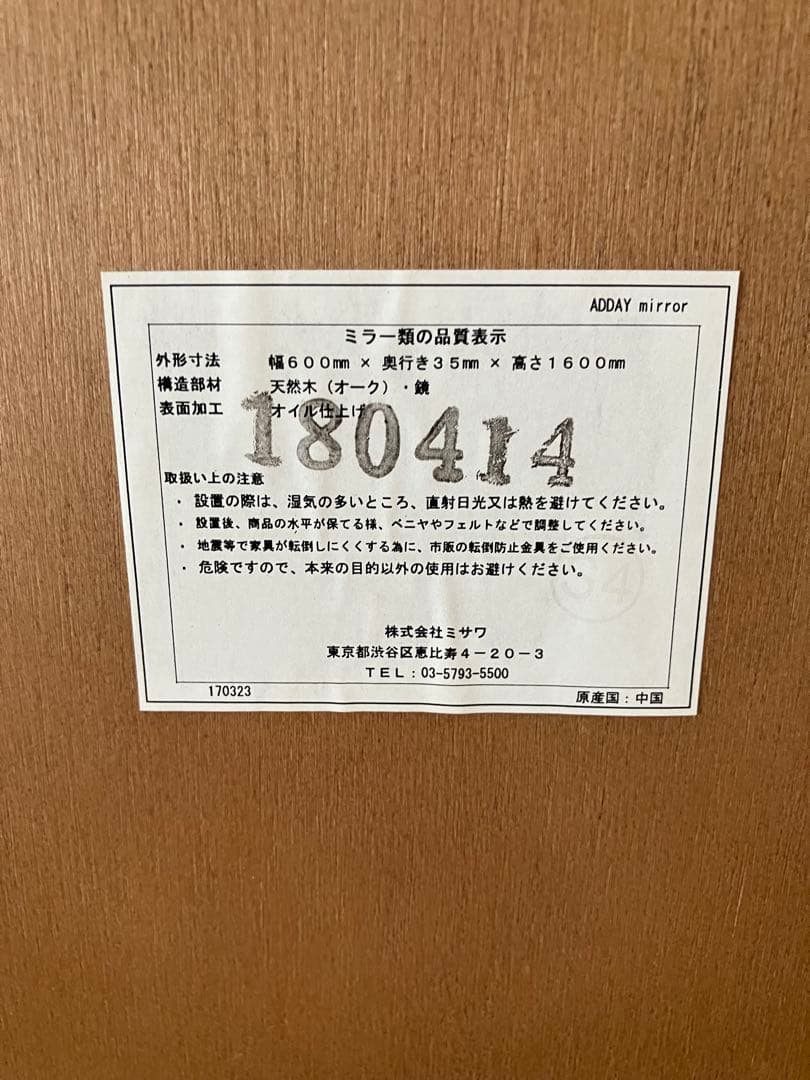 ADDAY mirror
ミラー類の品質表示
外形寸法 幅600mm × 奥行き35mm × 高さ1600mm
構造部材 天然木（オーク）・鏡
表面加工 オイル仕上げ
180414
取扱い上の注意
・ 設置の際は、湿気の多いところ、直射日光又は熱を避けてください。
・ 設置後、商品の水平が保てる様、ベニヤやフェルトなどで調整してください。
・ 地震等で家具が転倒しにくくする為に、市販の転倒防止金具をご使用ください。
・ 危険ですので、本来の目的以外の使用はお避けください。
株式会社ミサワ
東京都渋谷区恵比寿4－20－3
TEL：03-5793-5500
170323 原産国：中国